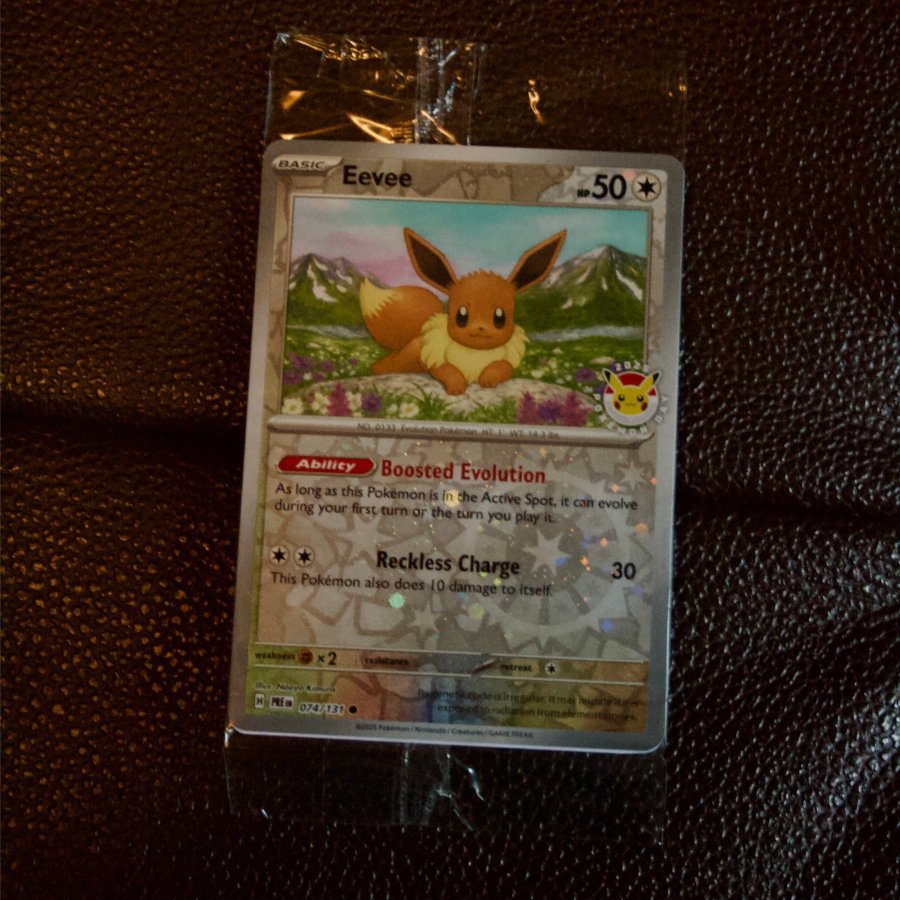 BASIC
Eevee
HP 50
NO. 0133 Evolution Pokémon HT: 1' WT: 14.3 lbs
Ability Boosted Evolution
As long as this Pokémon is in the Active Spot, it can evolve
during your first turn or the turn you play it.
Reckless Charge 30
This Pokémon also does 10 damage to itself.
weakness ×2 resistance retreat
Illus. Naoyo Kimura
Its genetic code is irregular. It may mutate if it is
exposed to radiation from element stones.
H PRE EN 074/131
©2025 Pokémon / Nintendo / Creatures / GAME FREAK